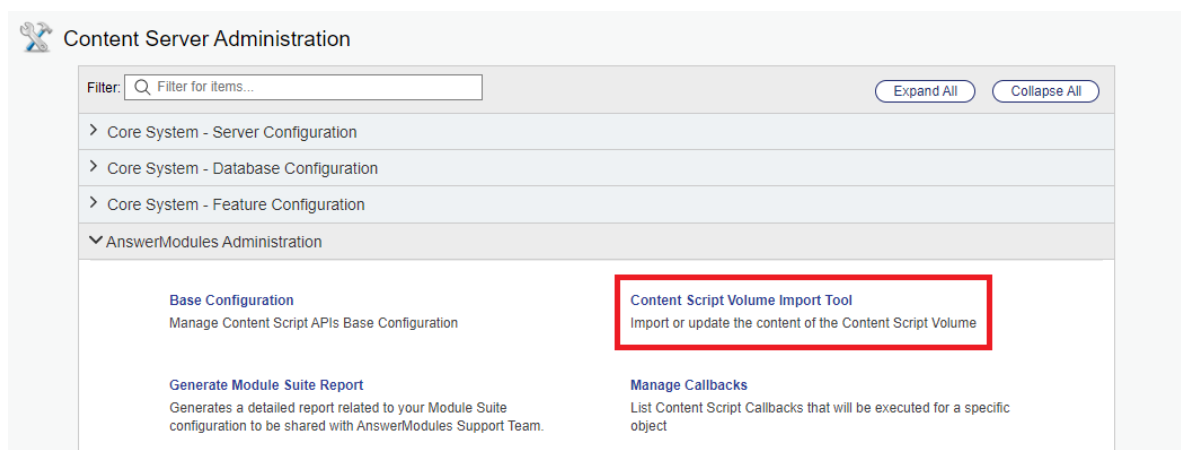 Content Server Administration
Filter: Filter for items...
Expand All
Collapse All
Core System - Server Configuration
Core System - Database Configuration
Core System - Feature Configuration
AnswerModules Administration
Base Configuration
Manage Content Script APIs Base Configuration
Content Script Volume Import Tool
Import or update the content of the Content Script Volume
Generate Module Suite Report
Generates a detailed report related to your Module Suite
configuration to be shared with AnswerModules Support Team.
Manage Callbacks
List Content Script Callbacks that will be executed for a specific
object